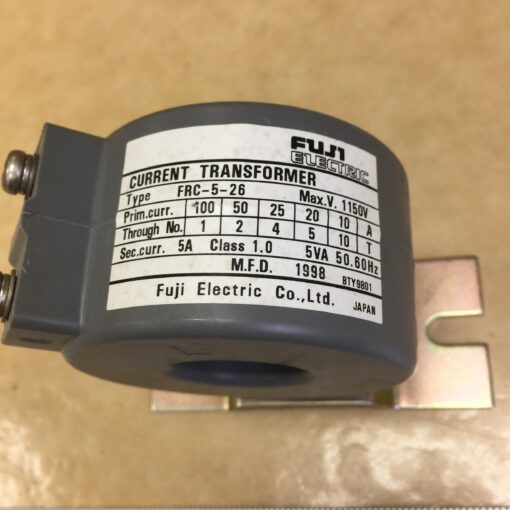 FUJI
ELECTRIC
CURRENT TRANSFORMER
Type FRC-5-26 Max.V. 1150V
Prim.curr. 100 50 25 20 10 A
Through No. 1 2 4 5 10 T
Sec.curr. 5A Class 1.0 5VA 50.60Hz
M.F.D. 1998 BTY9801
Fuji Electric Co.,Ltd. JAPAN